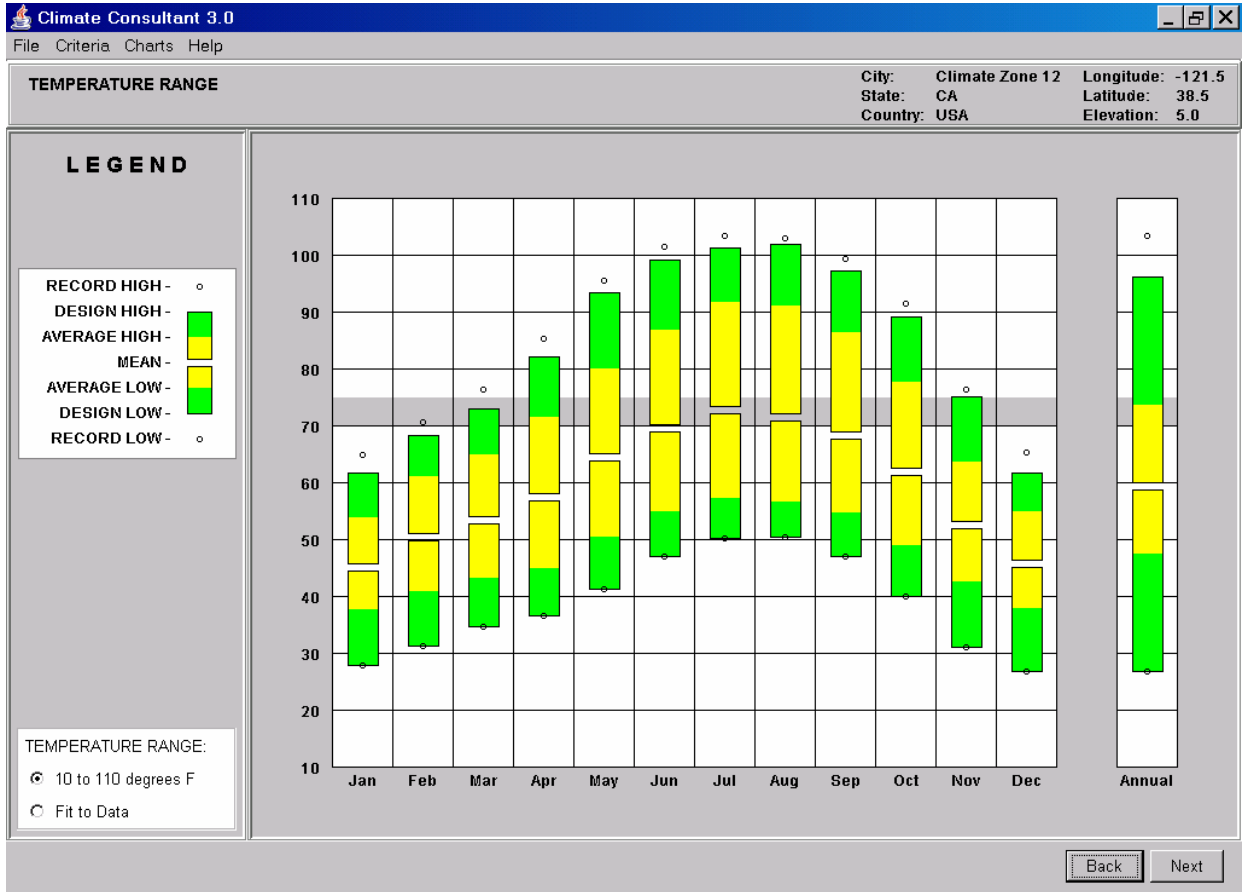 Climate Consultant 3.0
File Criteria Charts Help
TEMPERATURE RANGE
City: Climate Zone 12 Longitude: -121.5
State: CA Latitude: 38.5
Country: USA Elevation: 5.0
LEGEND
RECORD HIGH -
DESIGN HIGH -
AVERAGE HIGH -
MEAN -
AVERAGE LOW -
DESIGN LOW -
RECORD LOW -
TEMPERATURE RANGE:
10 to 110 degrees F
Fit to Data
110
100
90
80
70
60
50
40
30
20
10
Jan Feb Mar Apr May Jun Jul Aug Sep Oct Nov Dec Annual
Back Next